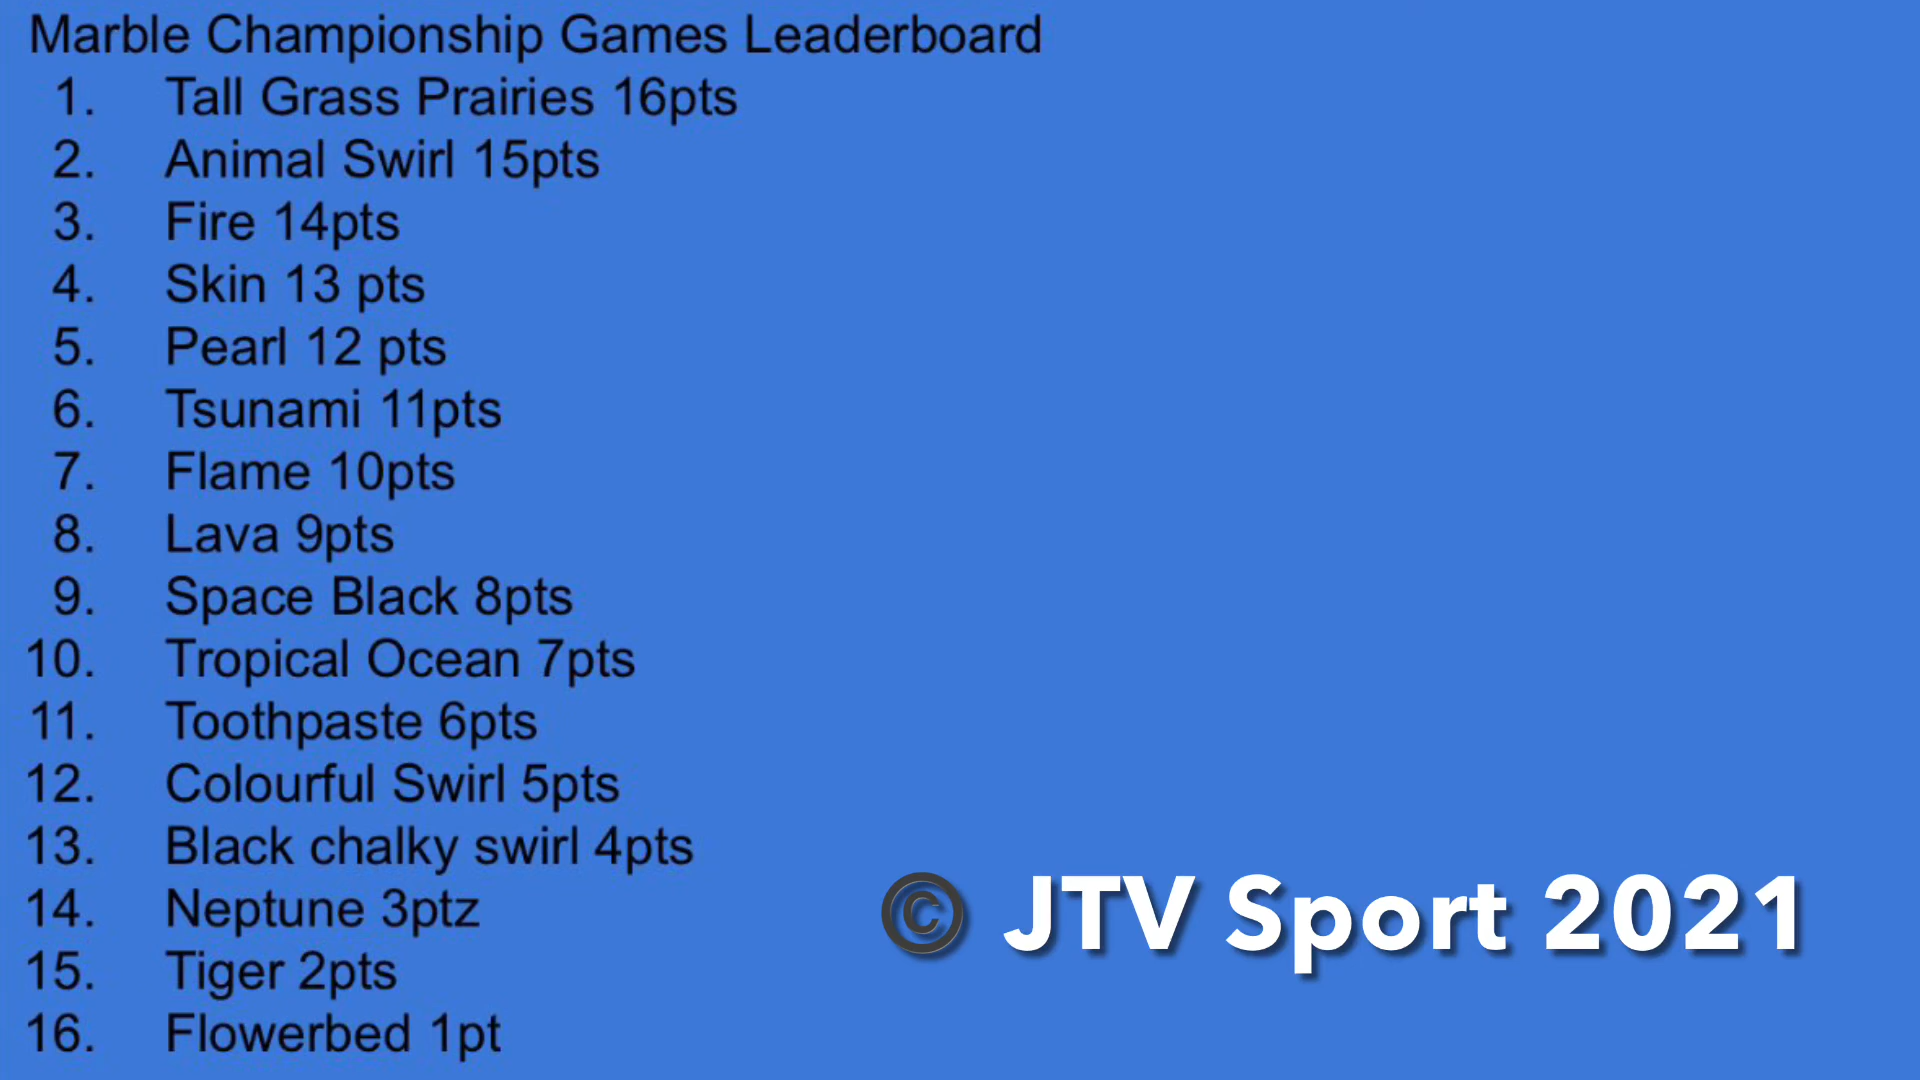 Marble Championship Games Leaderboard
1. Tall Grass Prairies 16pts
2. Animal Swirl 15pts
3. Fire 14pts
4. Skin 13 pts
5. Pearl 12 pts
6. Tsunami 11pts
7. Flame 10pts
8. Lava 9pts
9. Space Black 8pts
10. Tropical Ocean 7pts
11. Toothpaste 6pts
12. Colourful Swirl 5pts
13. Black chalky swirl 4pts
14. Neptune 3ptz
15. Tiger 2pts
16. Flowerbed 1pt
© JTV Sport 2021